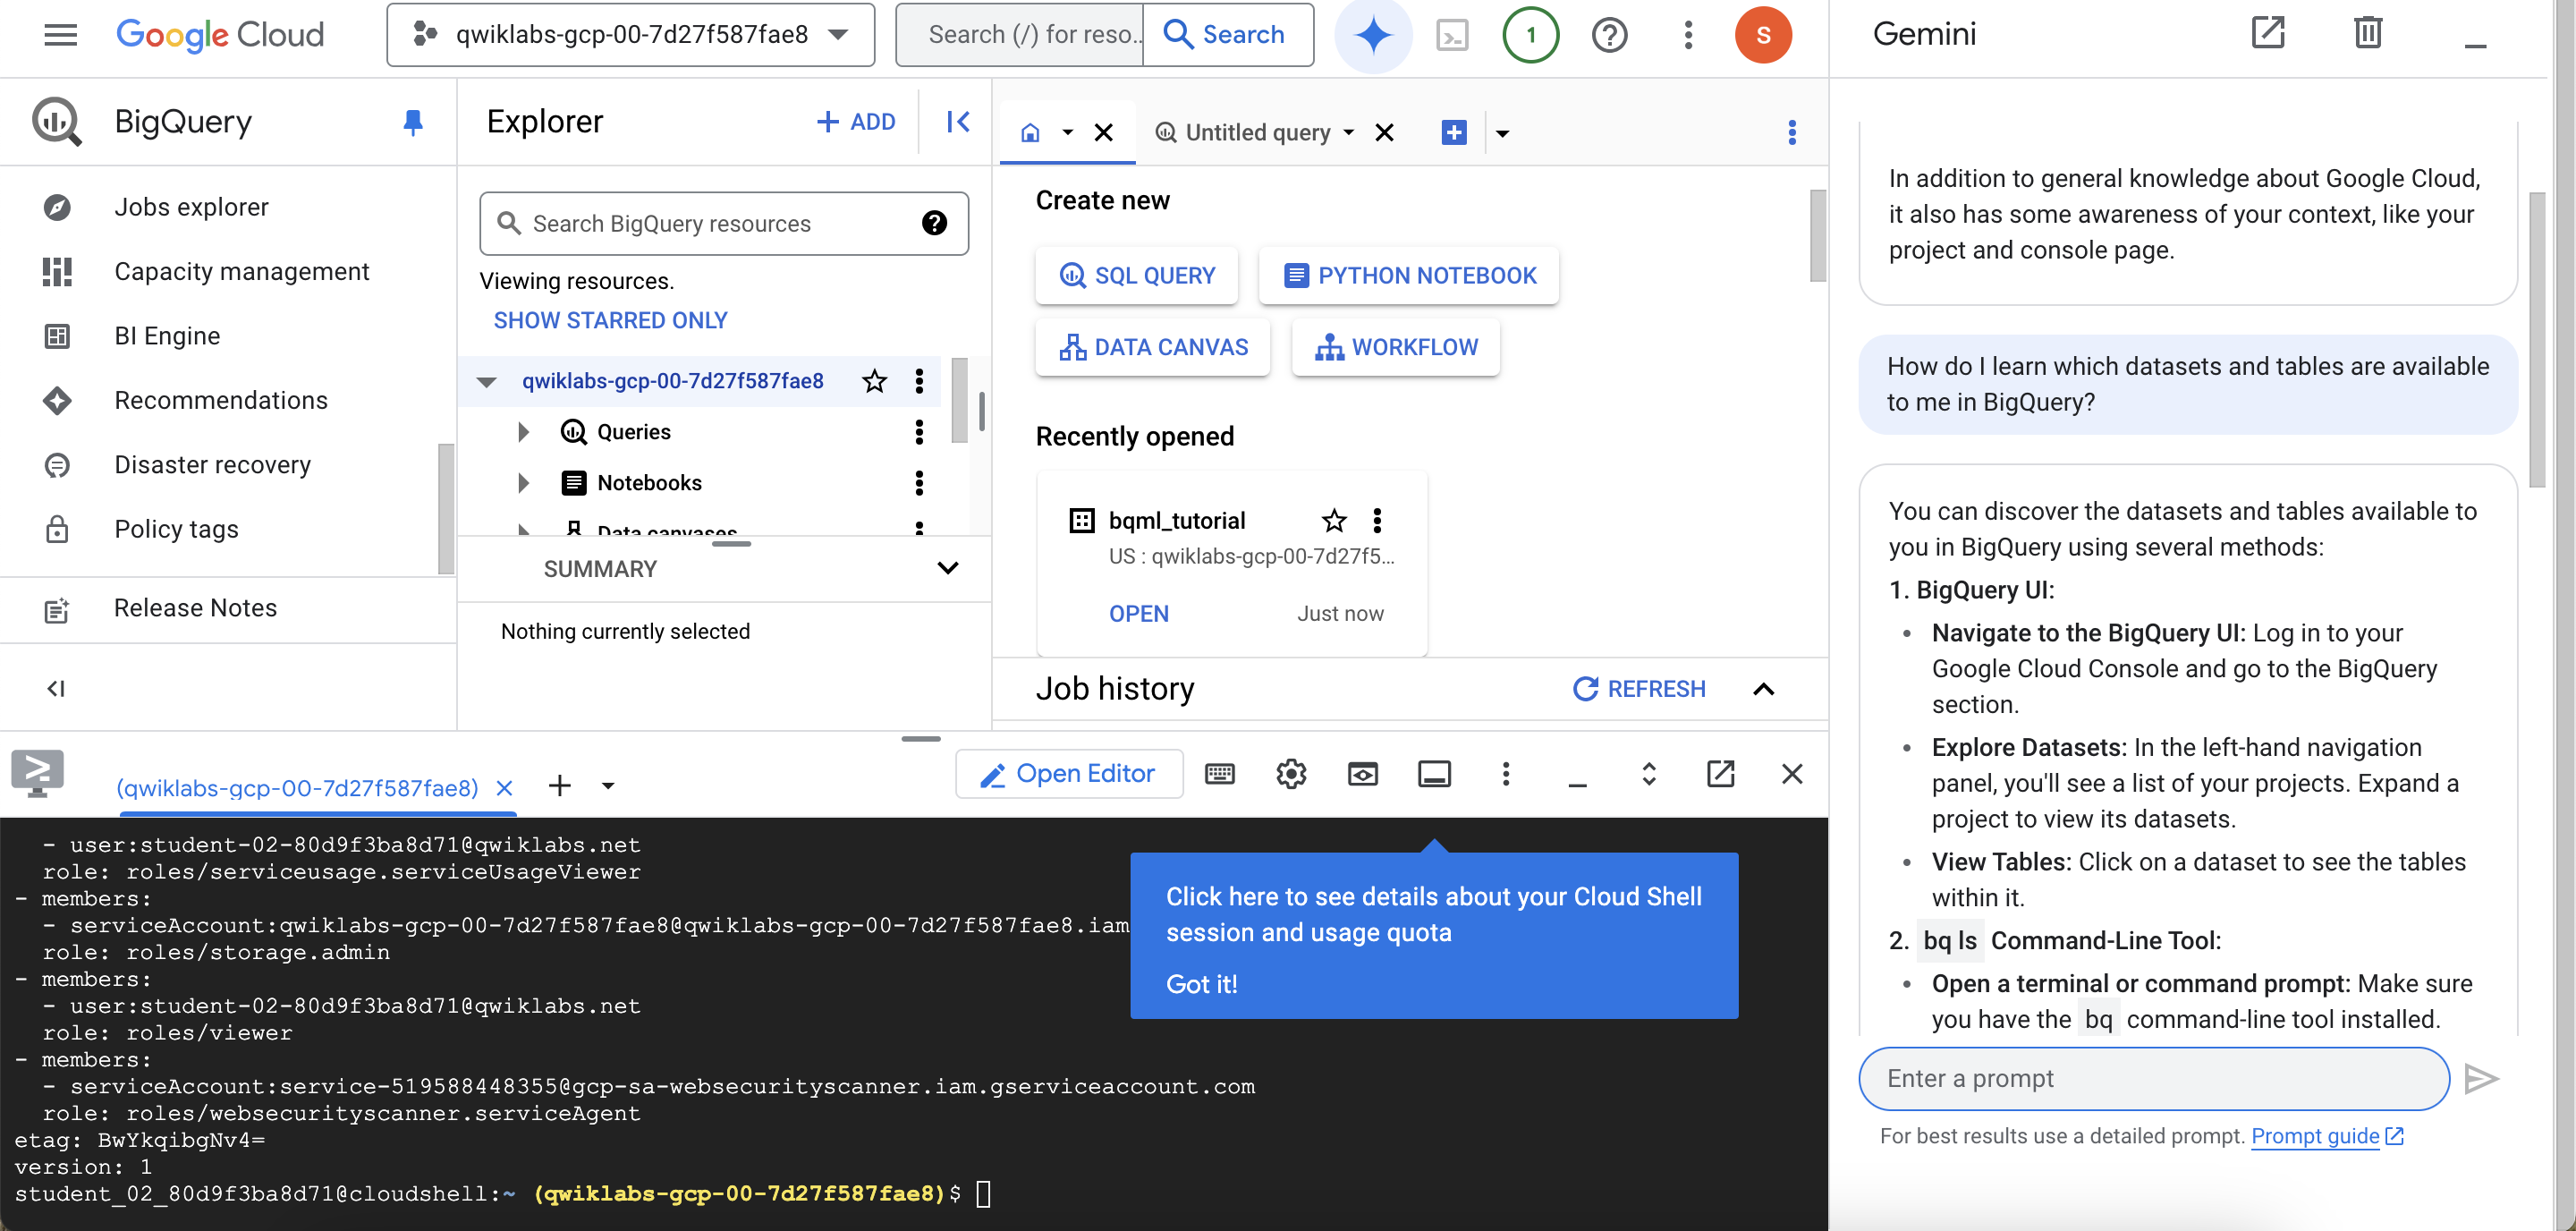 Google Cloud
qwiklabs-gcp-00-7d27f587fae8
Search (/) for reso..
Search
1
S
BigQuery
Jobs explorer
Capacity management
BI Engine
Recommendations
Disaster recovery
Policy tags
Release Notes
Explorer
ADD
Search BigQuery resources
Viewing resources.
SHOW STARRED ONLY
qwiklabs-gcp-00-7d27f587fae8
Queries
Notebooks
Data canvases
SUMMARY
Nothing currently selected
Untitled query
Create new
SQL QUERY
PYTHON NOTEBOOK
DATA CANVAS
WORKFLOW
Recently opened
bqml_tutorial
US : qwiklabs-gcp-00-7d27f5...
OPEN
Just now
Job history
REFRESH
(qwiklabs-gcp-00-7d27f587fae8)
Open Editor
- user:student-02-80d9f3ba8d71@qwiklabs.net
role: roles/serviceusage.serviceUsageViewer
- members:
- serviceAccount:qwiklabs-gcp-00-7d27f587fae8@qwiklabs-gcp-00-7d27f587fae8.iam
role: roles/storage.admin
- members:
- user:student-02-80d9f3ba8d71@qwiklabs.net
role: roles/viewer
- members:
- serviceAccount:service-519588448355@gcp-sa-websecurityscanner.iam.gserviceaccount.com
role: roles/websecurityscanner.serviceAgent
etag: BwYkqibgNv4=
version: 1
student_02_80d9f3ba8d71@cloudshell:~ (qwiklabs-gcp-00-7d27f587fae8)$
Click here to see details about your Cloud Shell
session and usage quota
Got it!
Gemini
In addition to general knowledge about Google Cloud,
it also has some awareness of your context, like your
project and console page.
How do I learn which datasets and tables are available
to me in BigQuery?
You can discover the datasets and tables available to
you in BigQuery using several methods:
1. BigQuery UI:
• Navigate to the BigQuery UI: Log in to your
Google Cloud Console and go to the BigQuery
section.
• Explore Datasets: In the left-hand navigation
panel, you'll see a list of your projects. Expand a
project to view its datasets.
• View Tables: Click on a dataset to see the tables
within it.
2. bq ls Command-Line Tool:
• Open a terminal or command prompt: Make sure
you have the bq command-line tool installed.
Enter a prompt
For best results use a detailed prompt. Prompt guide